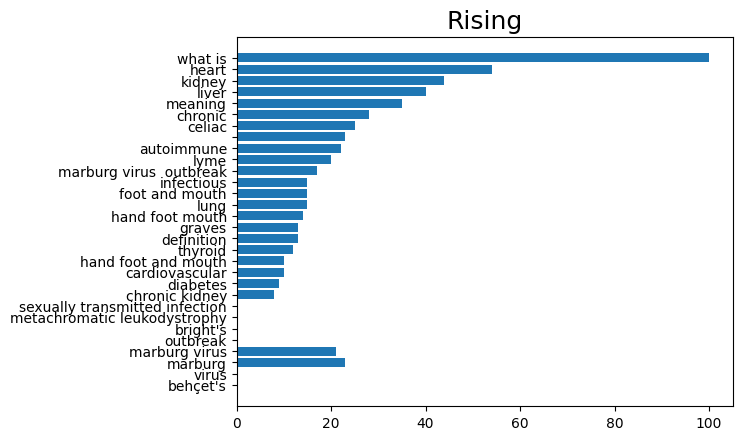 Rising
what is
heart
kidney
liver
meaning
chronic
celiac
autoimmune
lyme
marburg virus  outbreak
infectious
foot and mouth
lung
hand foot mouth
graves
definition
thyroid
hand foot and mouth
cardiovascular
diabetes
chronic kidney
sexually transmitted infection
metachromatic leukodystrophy
bright's
outbreak
marburg virus
marburg
virus
behçet's
0 20 40 60 80 100